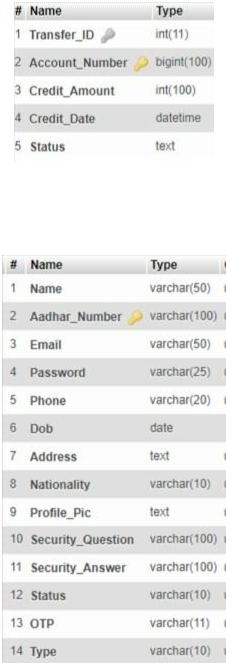 # Name Type
1 Transfer_ID int(11)
2 Account_Number bigint(100)
3 Credit_Amount int(100)
4 Credit_Date datetime
5 Status text
# Name Type
1 Name varchar(50)
2 Aadhar_Number varchar(100)
3 Email varchar(50)
4 Password varchar(25)
5 Phone varchar(20)
6 Dob date
7 Address text
8 Nationality varchar(10)
9 Profile_Pic text
10 Security_Question varchar(100)
11 Security_Answer varchar(100)
12 Status varchar(10)
13 OTP varchar(11)
14 Type varchar(10)